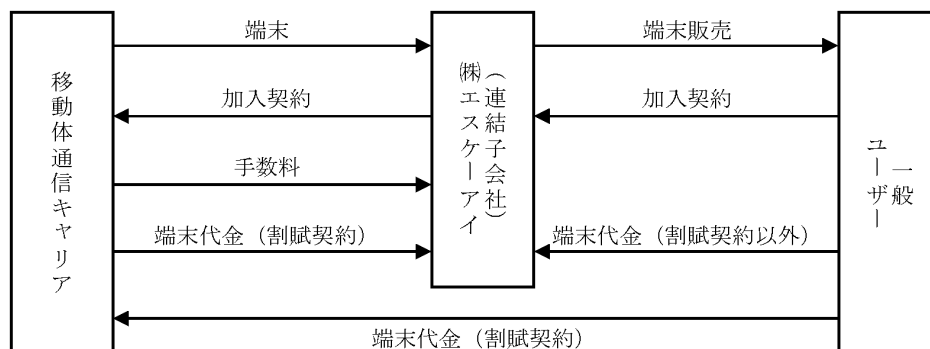 移動体通信キャリア
端末
加入契約
手数料
端末代金（割賦契約）
㈱エスケーアイ
（連結子会社）
端末販売
加入契約
端末代金（割賦契約以外）
端末代金（割賦契約）
一般
ユーザー